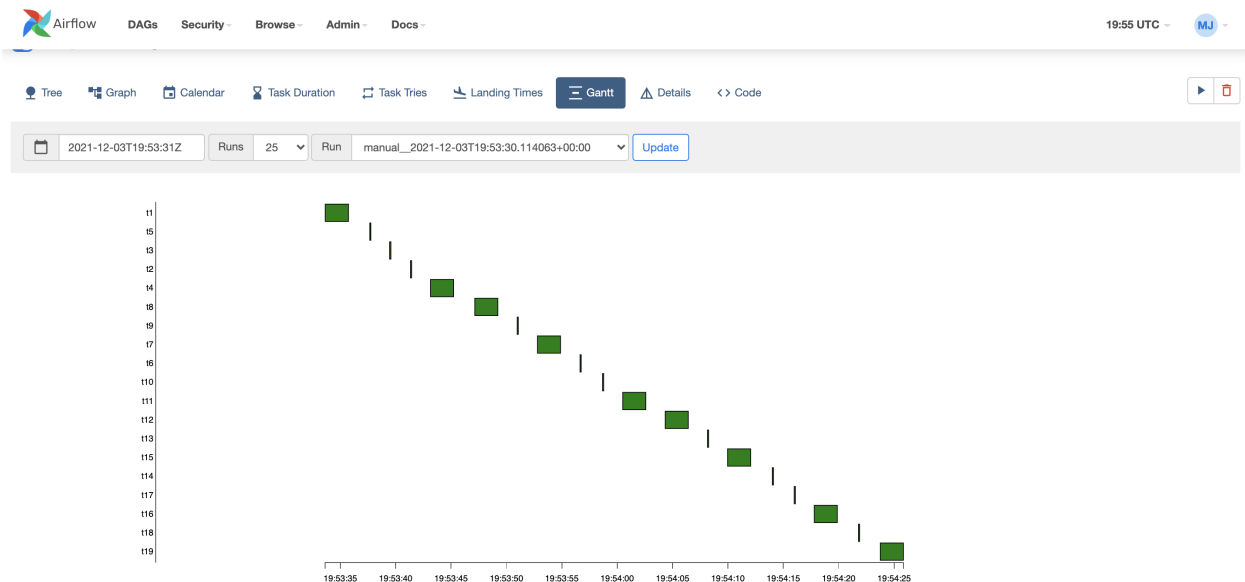 Airflow DAGs Security Browse Admin Docs 19:55 UTC MJ
Tree Graph Calendar Task Duration Task Tries Landing Times Gantt Details <> Code
2021-12-03T19:53:31Z Runs 25 Run manual__2021-12-03T19:53:30.114063+00:00 Update
t1
t5
t3
t2
t4
t8
t9
t7
t6
t10
t11
t12
t13
t15
t14
t17
t16
t18
t19
19:53:35 19:53:40 19:53:45 19:53:50 19:53:55 19:54:00 19:54:05 19:54:10 19:54:15 19:54:20 19:54:25